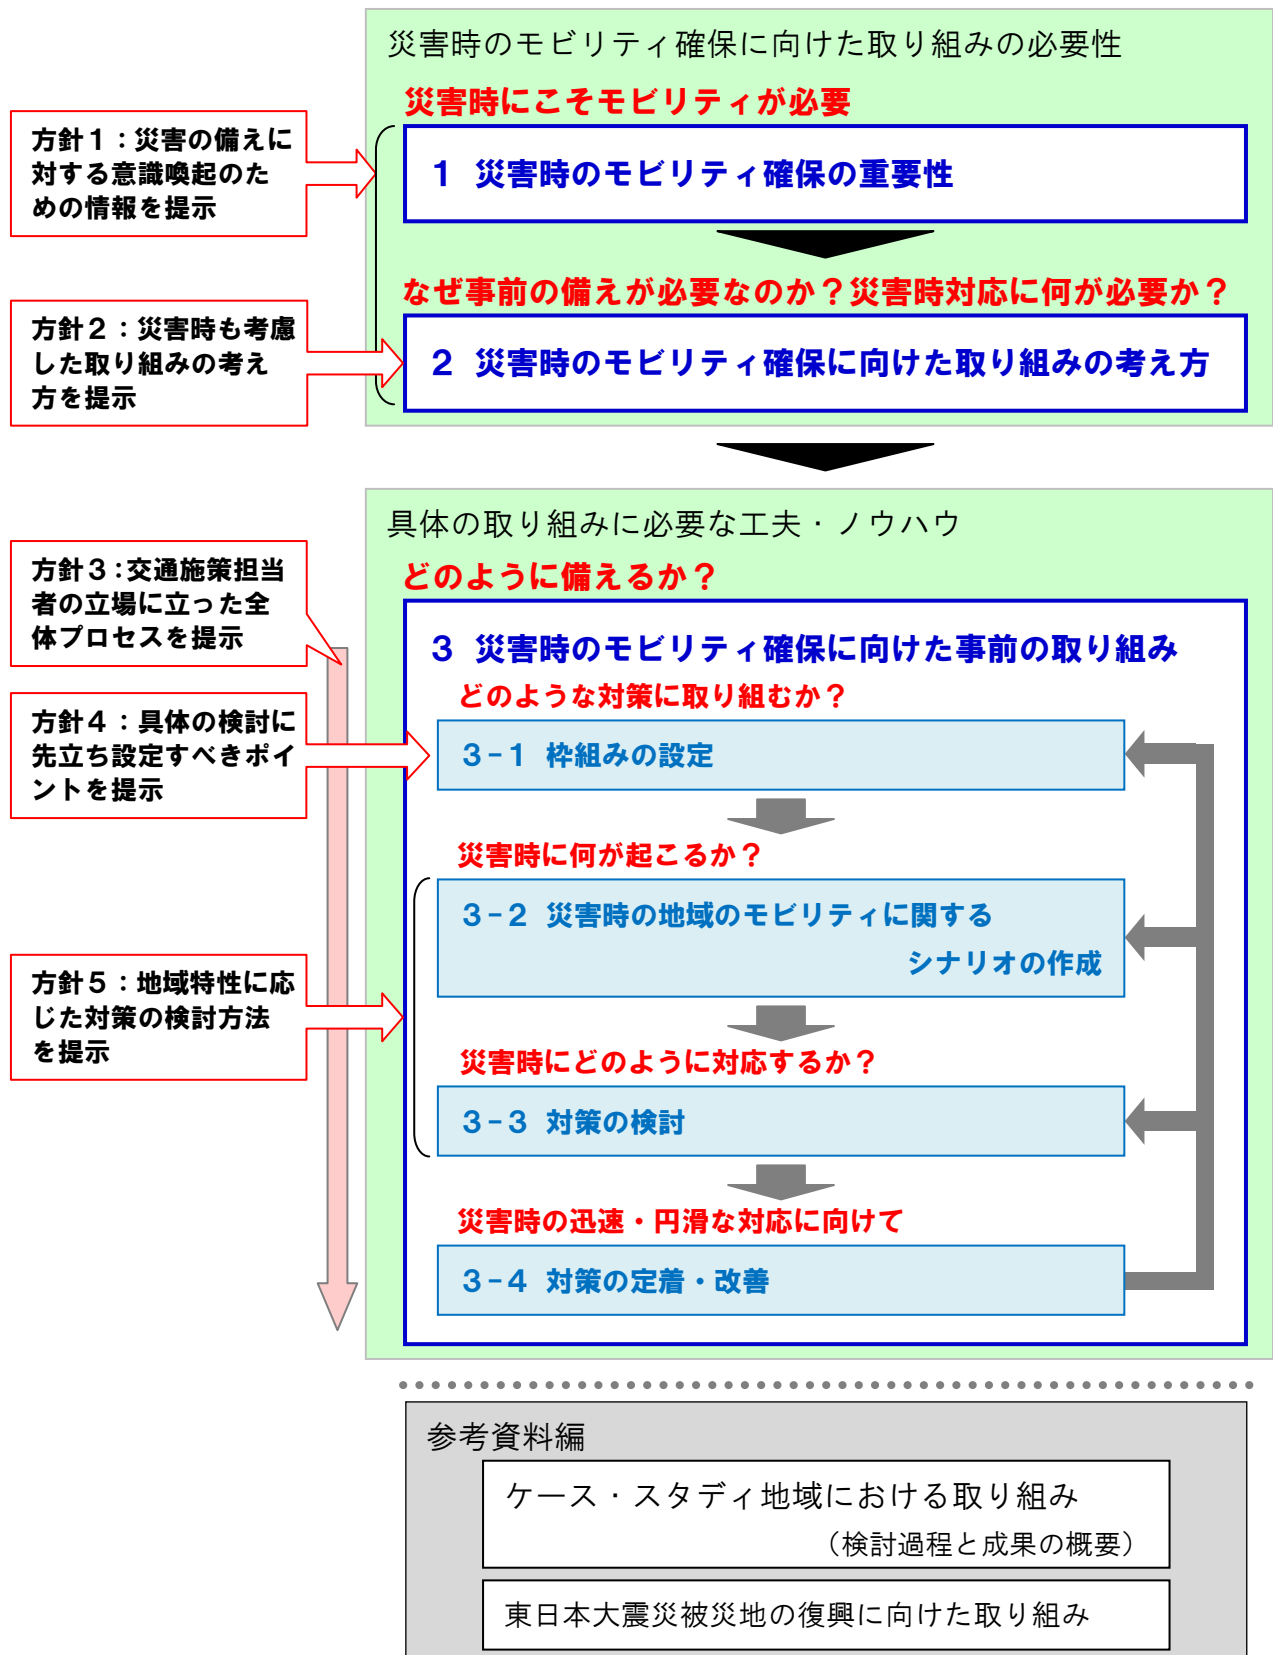 災害時のモビリティ確保に向けた取り組みの必要性
災害時にこそモビリティが必要
方針１：災害の備えに
対する意識喚起のた
めの情報を提示
１ 災害時のモビリティ確保の重要性
なぜ事前の備えが必要なのか？災害時対応に何が必要か？
方針２：災害時も考慮
した取り組みの考え
方を提示
２ 災害時のモビリティ確保に向けた取り組みの考え方
具体の取り組みに必要な工夫・ノウハウ
どのように備えるか？
方針３：交通施策担当
者の立場に立った全
体プロセスを提示
３ 災害時のモビリティ確保に向けた事前の取り組み
どのような対策に取り組むか？
方針４：具体の検討に
先立ち設定すべきポイ
ントを提示
３-１ 枠組みの設定
災害時に何が起こるか？
３-２ 災害時の地域のモビリティに関する
シナリオの作成
方針５：地域特性に応
じた対策の検討方法
を提示
災害時にどのように対応するか？
３-３ 対策の検討
災害時の迅速・円滑な対応に向けて
３-４ 対策の定着・改善
参考資料編
ケース・スタディ地域における取り組み
（検討過程と成果の概要）
東日本大震災被災地の復興に向けた取り組み